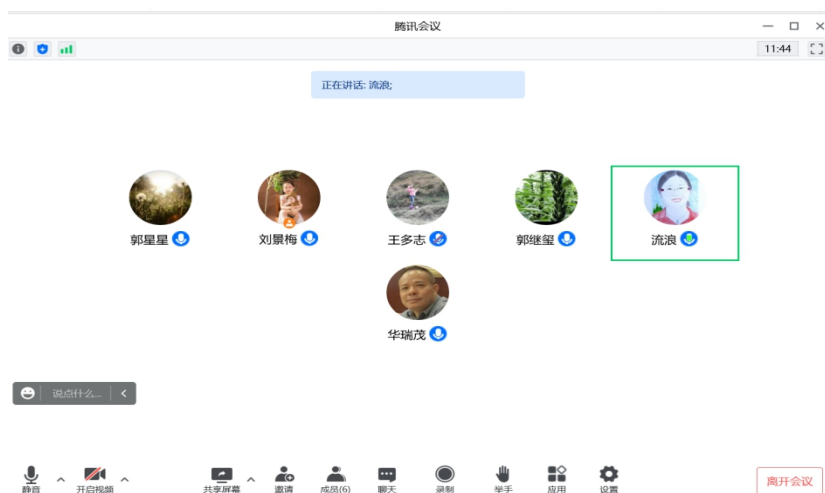 腾讯会议
11:44
正在讲话: 流浪;
郭星星
刘景梅
王多志
郭继玺
流浪
华瑞茂
说点什么...
静音
开启视频
共享屏幕
邀请
成员(6)
聊天
录制
举手
应用
设置
离开会议